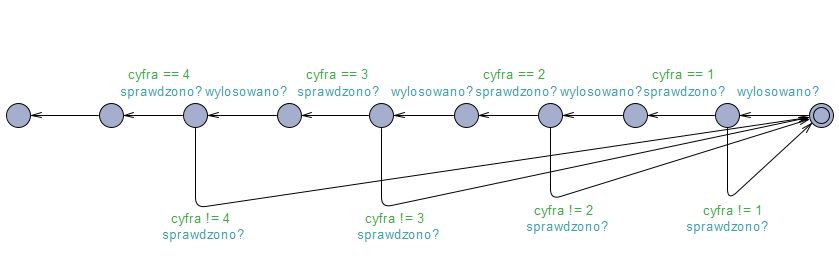 cyfra == 4
sprawdzono?
wylosowano?
cyfra == 3
sprawdzono?
wylosowano?
cyfra == 2
sprawdzono?
wylosowano?
cyfra == 1
sprawdzono?
wylosowano?
cyfra != 4
sprawdzono?
cyfra != 3
sprawdzono?
cyfra != 2
sprawdzono?
cyfra != 1
sprawdzono?